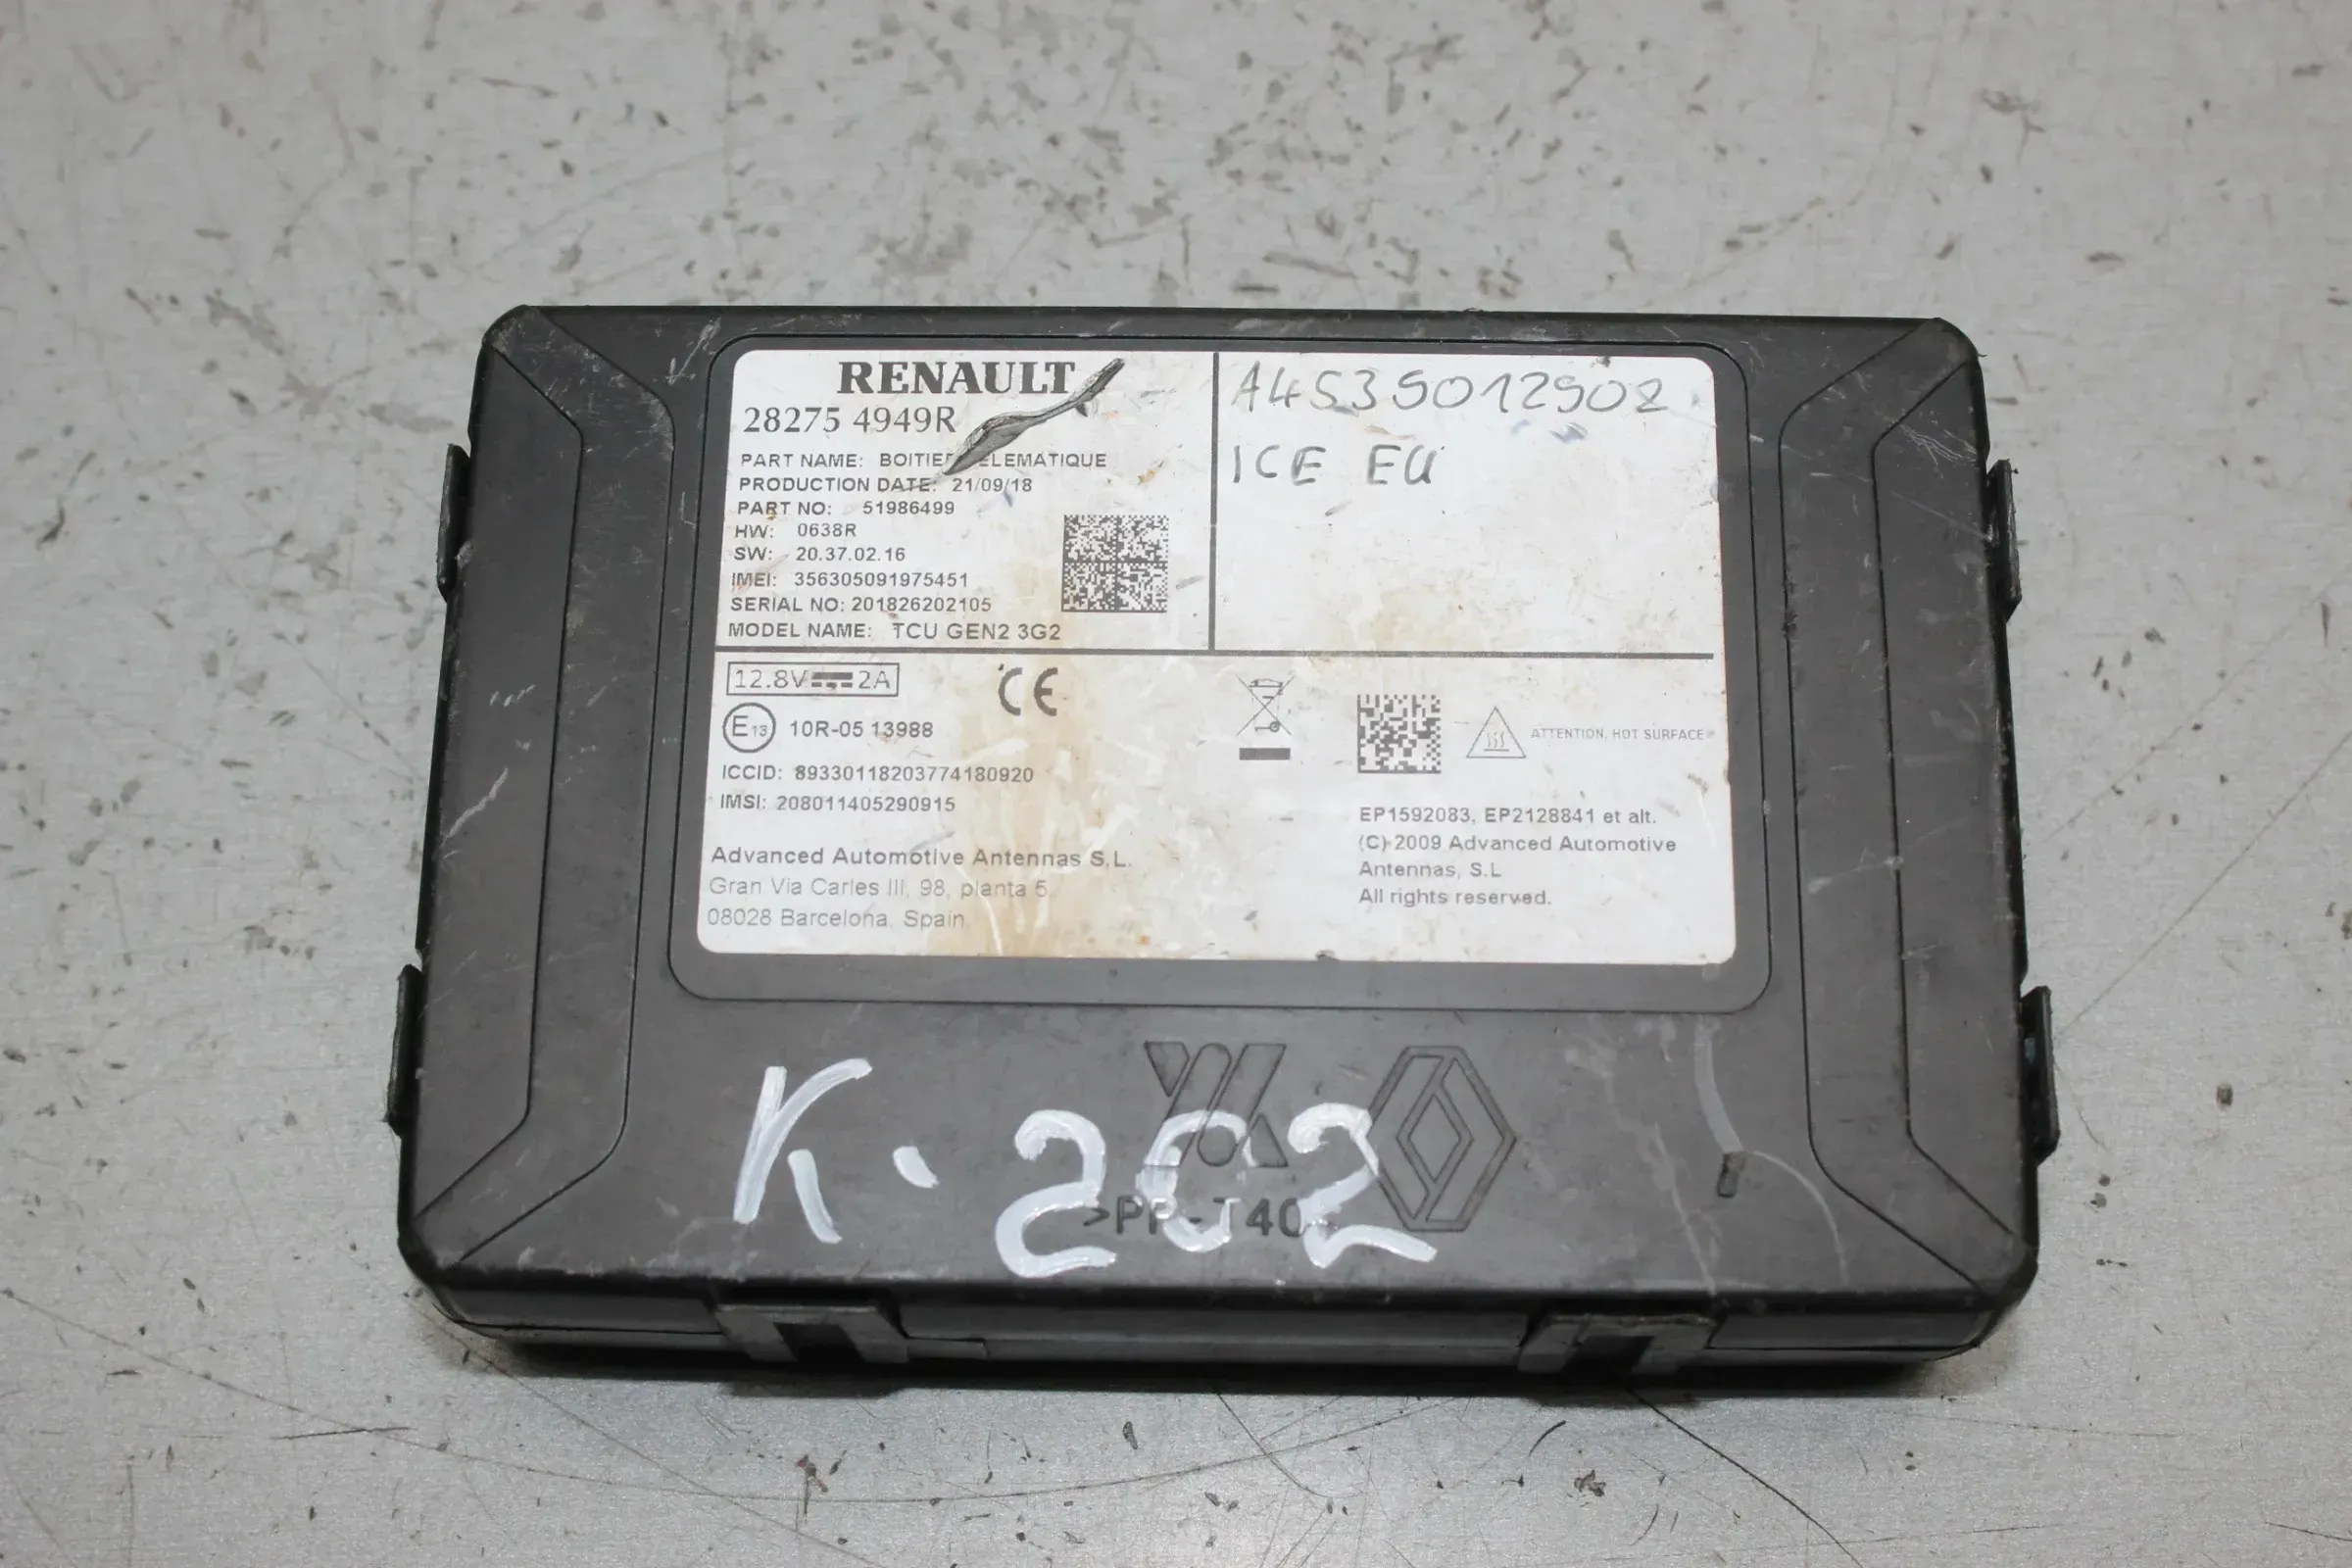 RENAULT
28275 4949R
PART NAME: BOITIER TELEMATIQUE
PRODUCTION DATE: 21/09/18
PART NO: 51986499
HW: 0638R
SW: 20.37.02.16
IMEI: 356305091975451
SERIAL NO: 201826202105
MODEL NAME: TCU GEN2 3G2
A4539012902
ICE EU
12.8V 2A
CE
E13 10R-05 13988
ICCID: 89330118203774180920
IMSI: 208011405290915
Advanced Automotive Antennas S.L.
Gran Via Carles III, 98, planta 5
08028 Barcelona, Spain
ATTENTION, HOT SURFACE
EP1592083, EP2128841 et alt.
(C) 2009 Advanced Automotive
Antennas, S.L
All rights reserved.
K-202